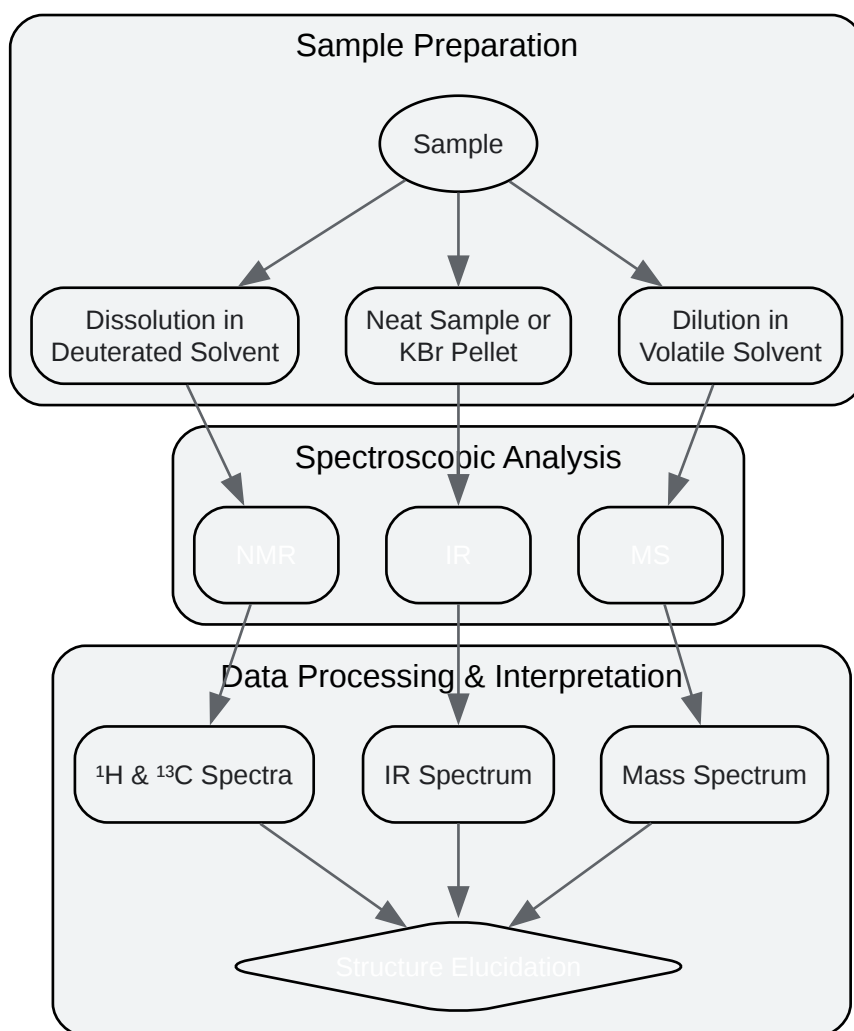 Sample Preparation
Sample
Dissolution in
Deuterated Solvent
Neat Sample or
KBr Pellet
Dilution in
Volatile Solvent
Spectroscopic Analysis
NMR
IR
MS
Data Processing & Interpretation
¹H & ¹³C Spectra
IR Spectrum
Mass Spectrum
Structure Elucidation